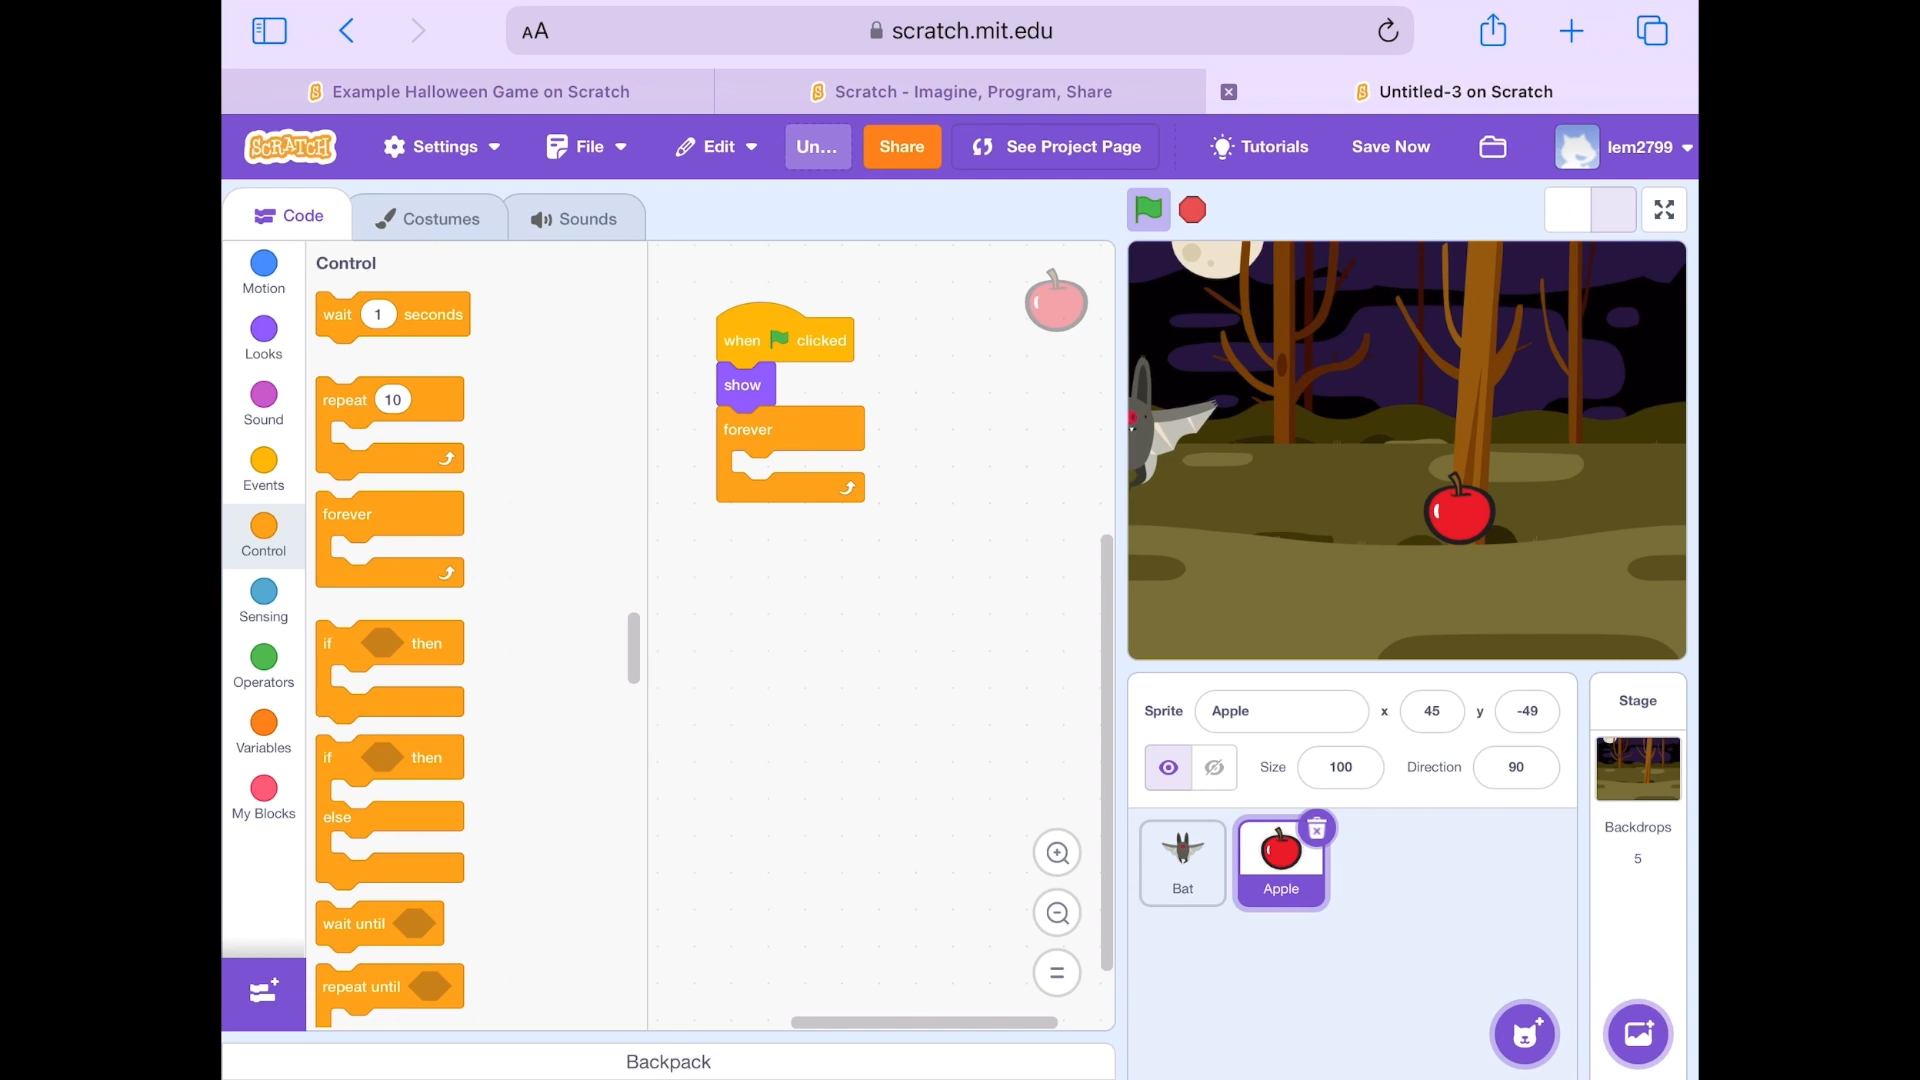 AA
scratch.mit.edu
Example Halloween Game on Scratch
Scratch - Imagine, Program, Share
Untitled-3 on Scratch
SCRATCH
Settings
File
Edit
Un...
Share
See Project Page
Tutorials
Save Now
lem2799
Code
Costumes
Sounds
Motion
Looks
Sound
Events
Control
Sensing
Operators
Variables
My Blocks
Control
wait 1 seconds
repeat 10
forever
if then
if then
else
wait until
repeat until
when clicked
show
forever
Sprite Apple x 45 y -49
Size 100 Direction 90
Bat
Apple
Stage
Backdrops
5
Backpack